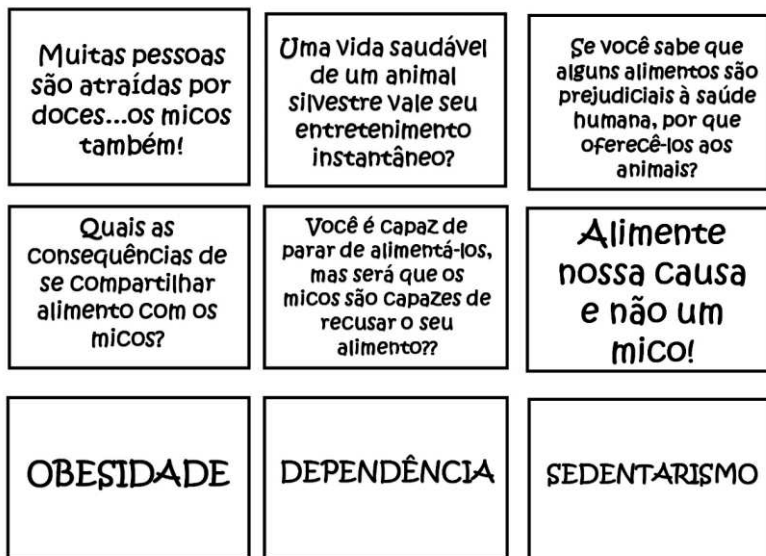 Muitas pessoas
são atraídas por
doces...os micos
também!
Uma vida saudável
de um animal
silvestre vale seu
entretenimento
instantâneo?
Se você sabe que
alguns alimentos são
prejudiciais à saúde
humana, por que
oferecê-los aos
animais?
Quais as
consequências de
se compartilhar
alimento com os
micos?
Você é capaz de
parar de alimentá-los,
mas será que os
micos são capazes de
recusar o seu
alimento??
Alimente
nossa causa
e não um
mico!
OBESIDADE
DEPENDÊNCIA
SEDENTARISMO